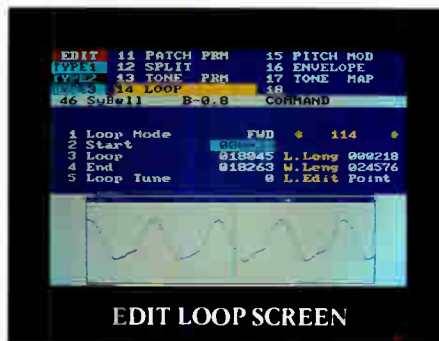 EDIT 11 PATCH PRM 15 PITCH MOD
TYPE1 12 SPLIT 16 ENVELOPE
TYPE2 13 TONE PRM 17 TONE MAP
14 LOOP 18
46 SyBell B-0.8 COMMAND
1 Loop Mode FWD 114
2 Start
3 Loop 018045 L.Leng 000218
4 End 018263 W.Leng 024576
5 Loop Tune 0 L.Edit Point
EDIT LOOP SCREEN